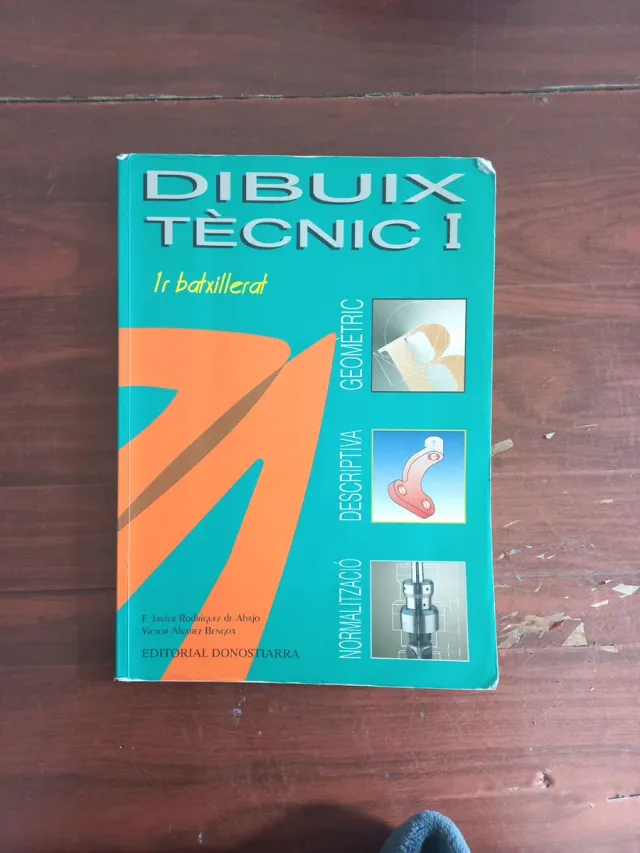 DIBUIX
TÈCNIC I
1r batxillerat
GEOMÈTRIC
DESCRIPTIVA
NORMALITZACIÓ
F. Javier Rodríguez de Abajo
Víctor Álvarez Bengoa
EDITORIAL DONOSTIARRA